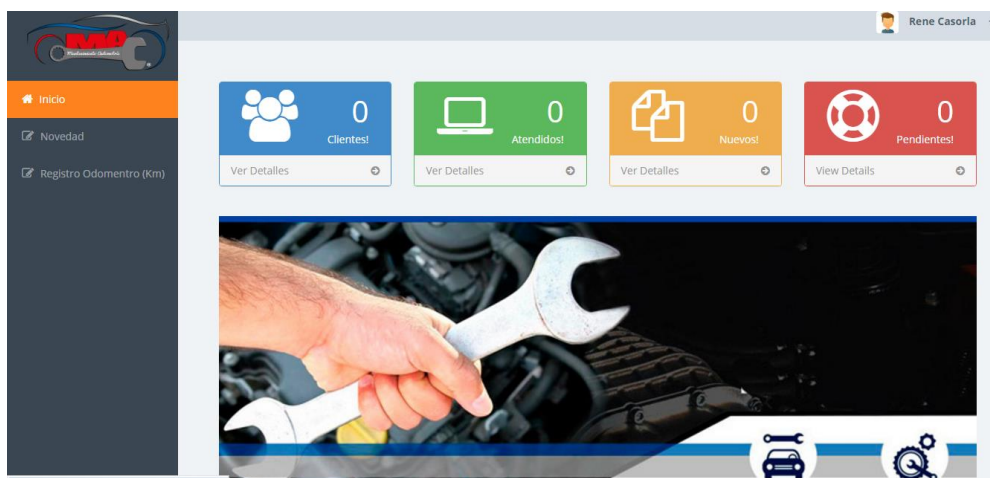 Rene Casorla
MO
Inicio
Novedad
Registro Odomentro (Km)
0
Clientes!
Ver Detalles
0
Atendidos!
Ver Detalles
0
Nuevos!
Ver Detalles
0
Pendientes!
View Details